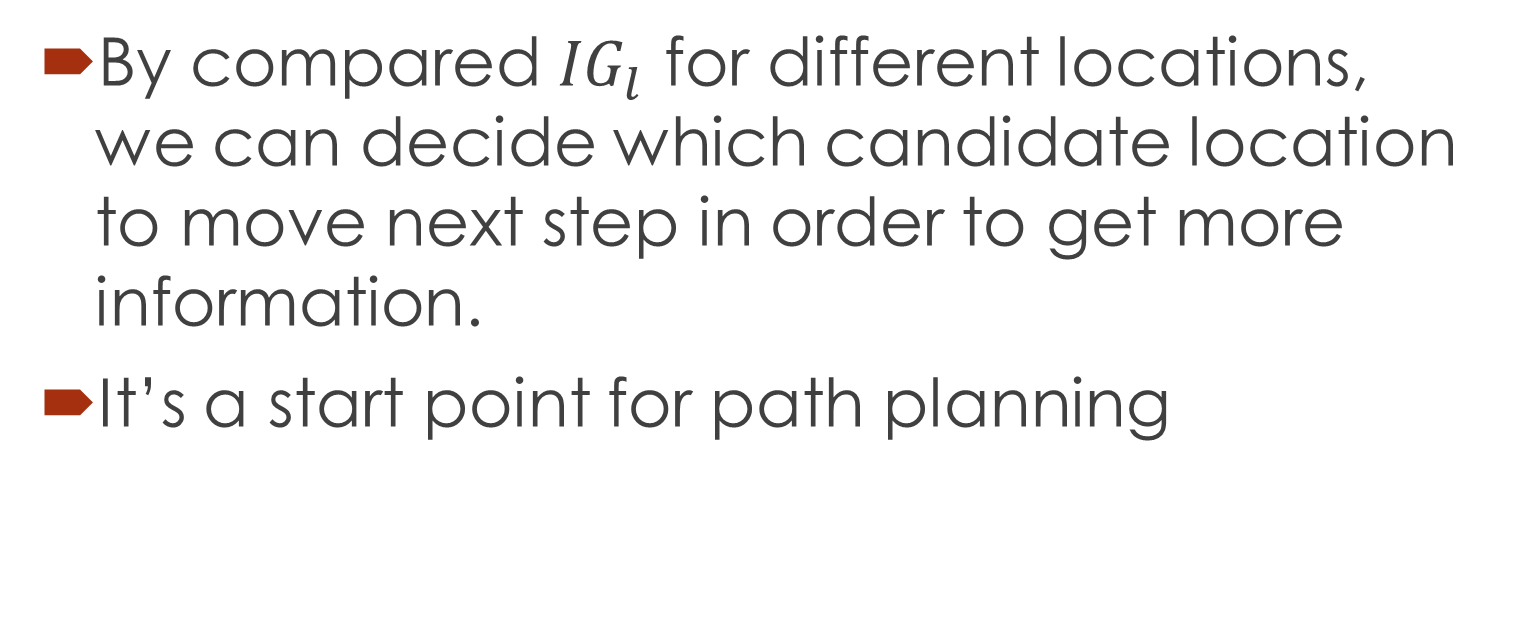 By compared IG_l for different locations,
we can decide which candidate location
to move next step in order to get more
information.
It’s a start point for path planning